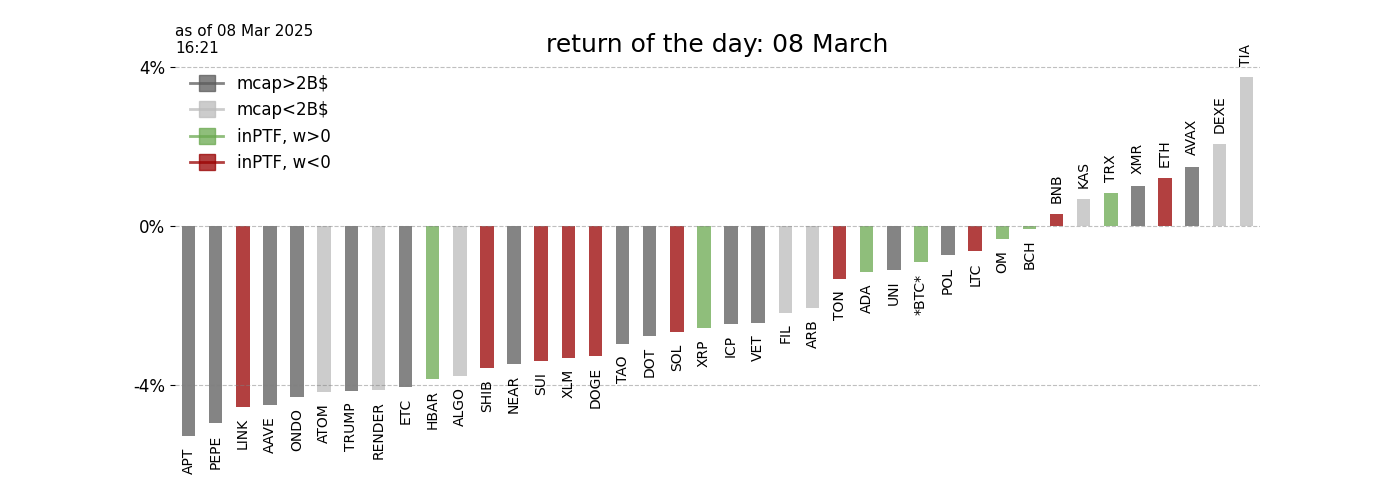 as of 08 Mar 2025
16:21
return of the day: 08 March
4%
0%
-4%
mcap>2B$
mcap<2B$
inPTF, w>0
inPTF, w<0
APT
PEPE
LINK
AAVE
ONDO
ATOM
TRUMP
RENDER
ETC
HBAR
ALGO
SHIB
NEAR
SUI
XLM
DOGE
TAO
DOT
SOL
XRP
ICP
VET
FIL
ARB
TON
ADA
UNI
*BTC*
POL
LTC
OM
BCH
BNB
KAS
TRX
XMR
ETH
AVAX
DEXE
TIA